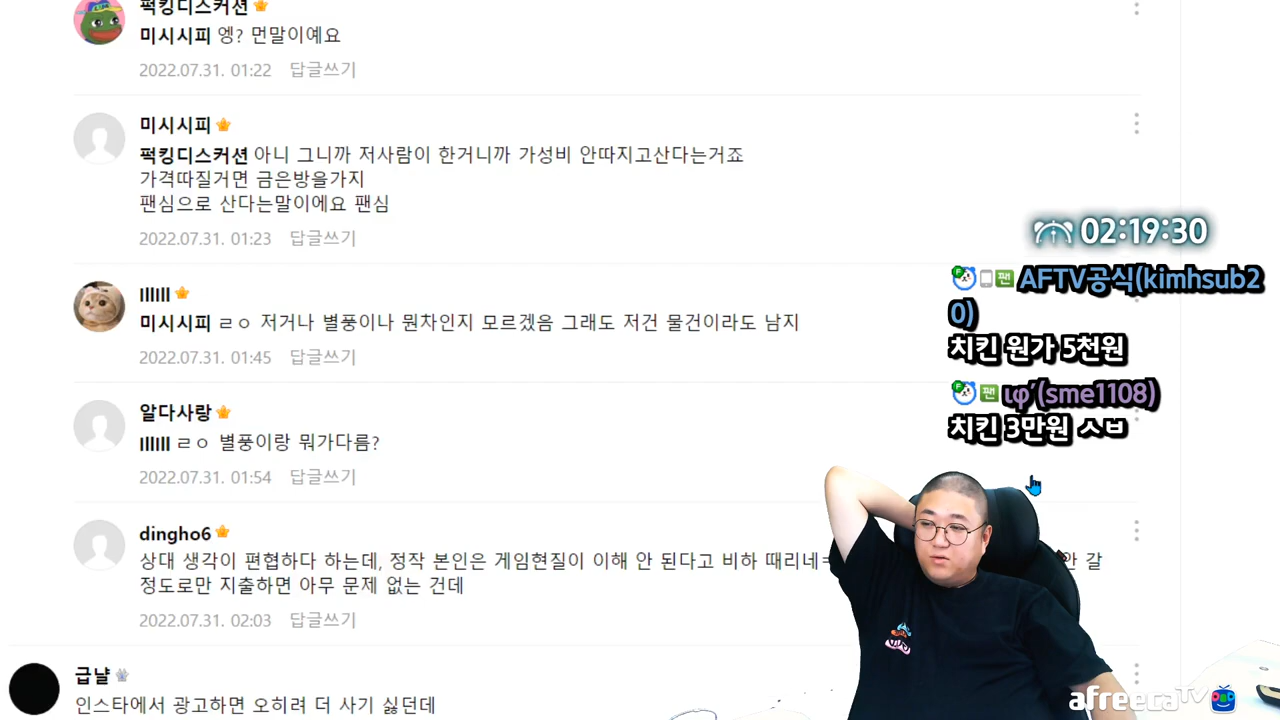 퍽킹디스커션
미시시피 엥? 먼말이예요
2022.07.31. 01:22 답글쓰기
미시시피
퍽킹디스커션 아니 그니까 저사람이 한거니까 가성비 안따지고산다는거죠
가격따질거면 금은방을가지
팬심으로 산다는말이에요 팬심
2022.07.31. 01:23 답글쓰기
02:19:30
팬 AFTV공식(kimhsub2
0)
치킨 원가 5천원
팬 ιφ´(sme1108)
치킨 3만원 ㅅㅂ
IIIIII
미시시피 ㄹㅇ 저거나 별풍이나 뭔차인지 모르겠음 그래도 저건 물건이라도 남지
2022.07.31. 01:45 답글쓰기
알다사랑
IIIIII ㄹㅇ 별풍이랑 뭐가다름?
2022.07.31. 01:54 답글쓰기
dingho6
상대 생각이 편협하다 하는데, 정작 본인은 게임현질이 이해 안 된다고 비하 때리네 안 갈
정도로만 지출하면 아무 문제 없는 건데
2022.07.31. 02:03 답글쓰기
급냘
인스타에서 광고하면 오히려 더 사기 싫던데
afreecaTV